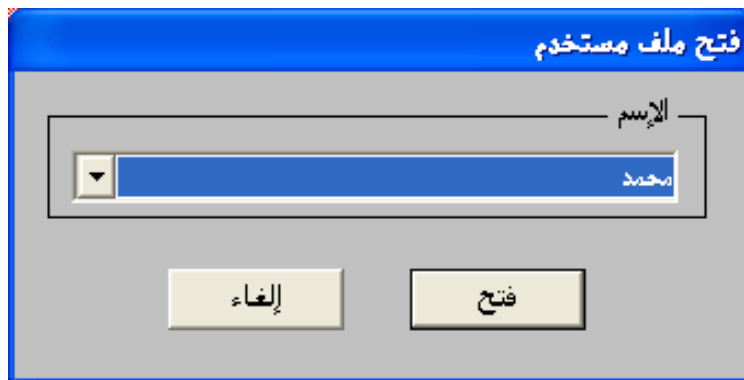 فتح ملف مستخدم
الإسم
محمد
فتح
إلغاء